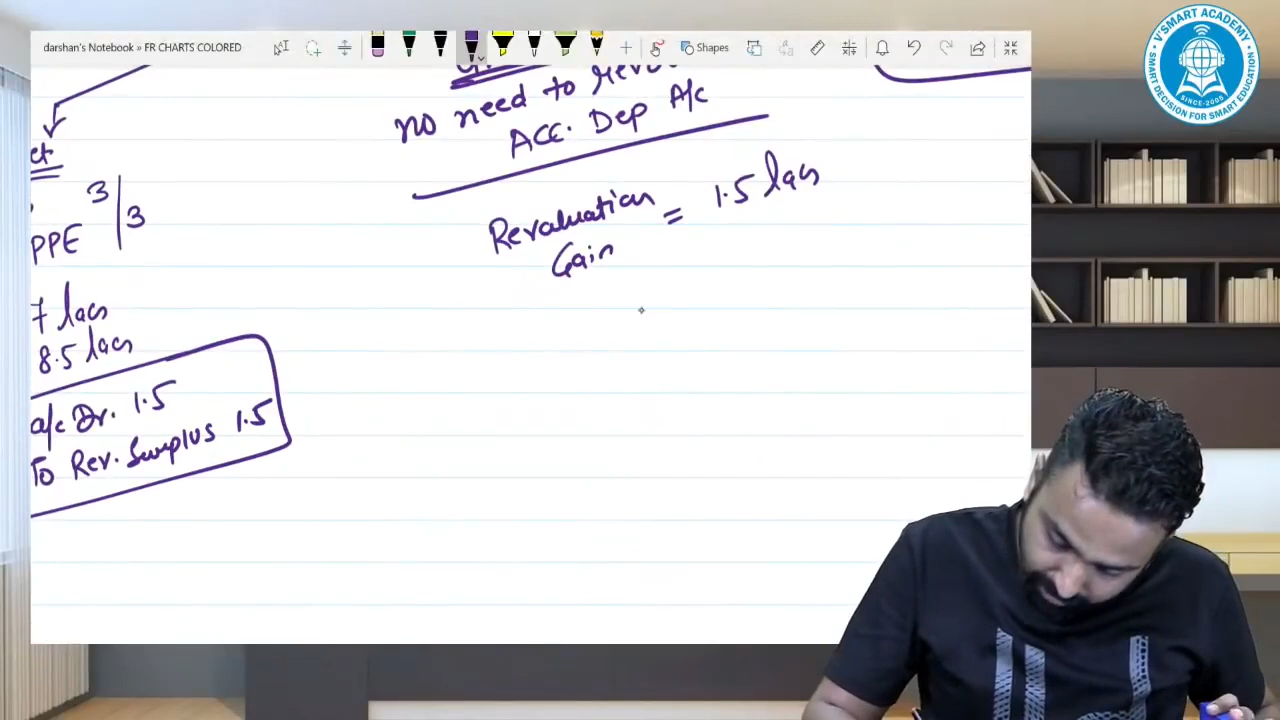 darshan's Notebook » FR CHARTS COLORED
Shapes
V'SMART ACADEMY
SMART DECISION FOR SMART EDUCATION
SINCE-2005
no need to
Acc. Dep A/c
Revaluation Gain = 1.5 lacs
PPE 3/3
7 lacs
8.5 lacs
a/c Dr. 1.5
To Rev. Surplus 1.5